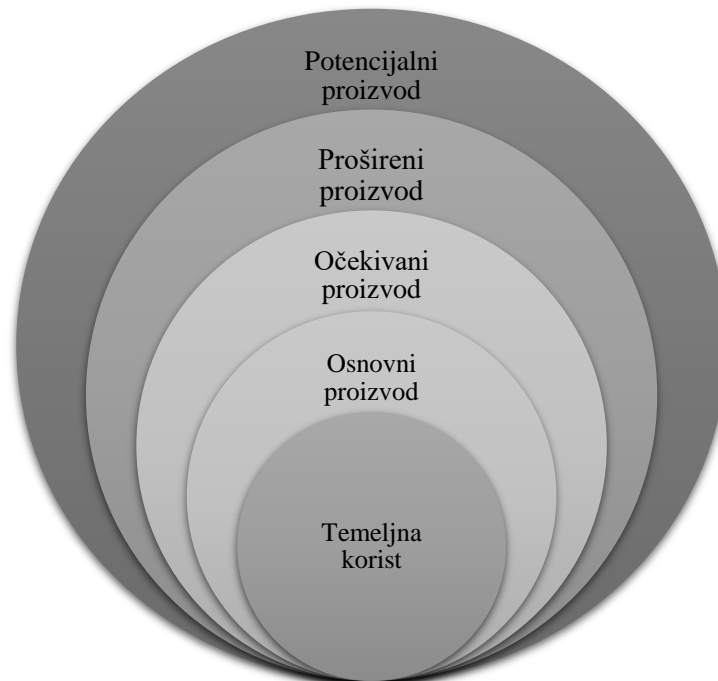 Potencijalni
proizvod
Prošireni
proizvod
Očekivani
proizvod
Osnovni
proizvod
Temeljna
korist